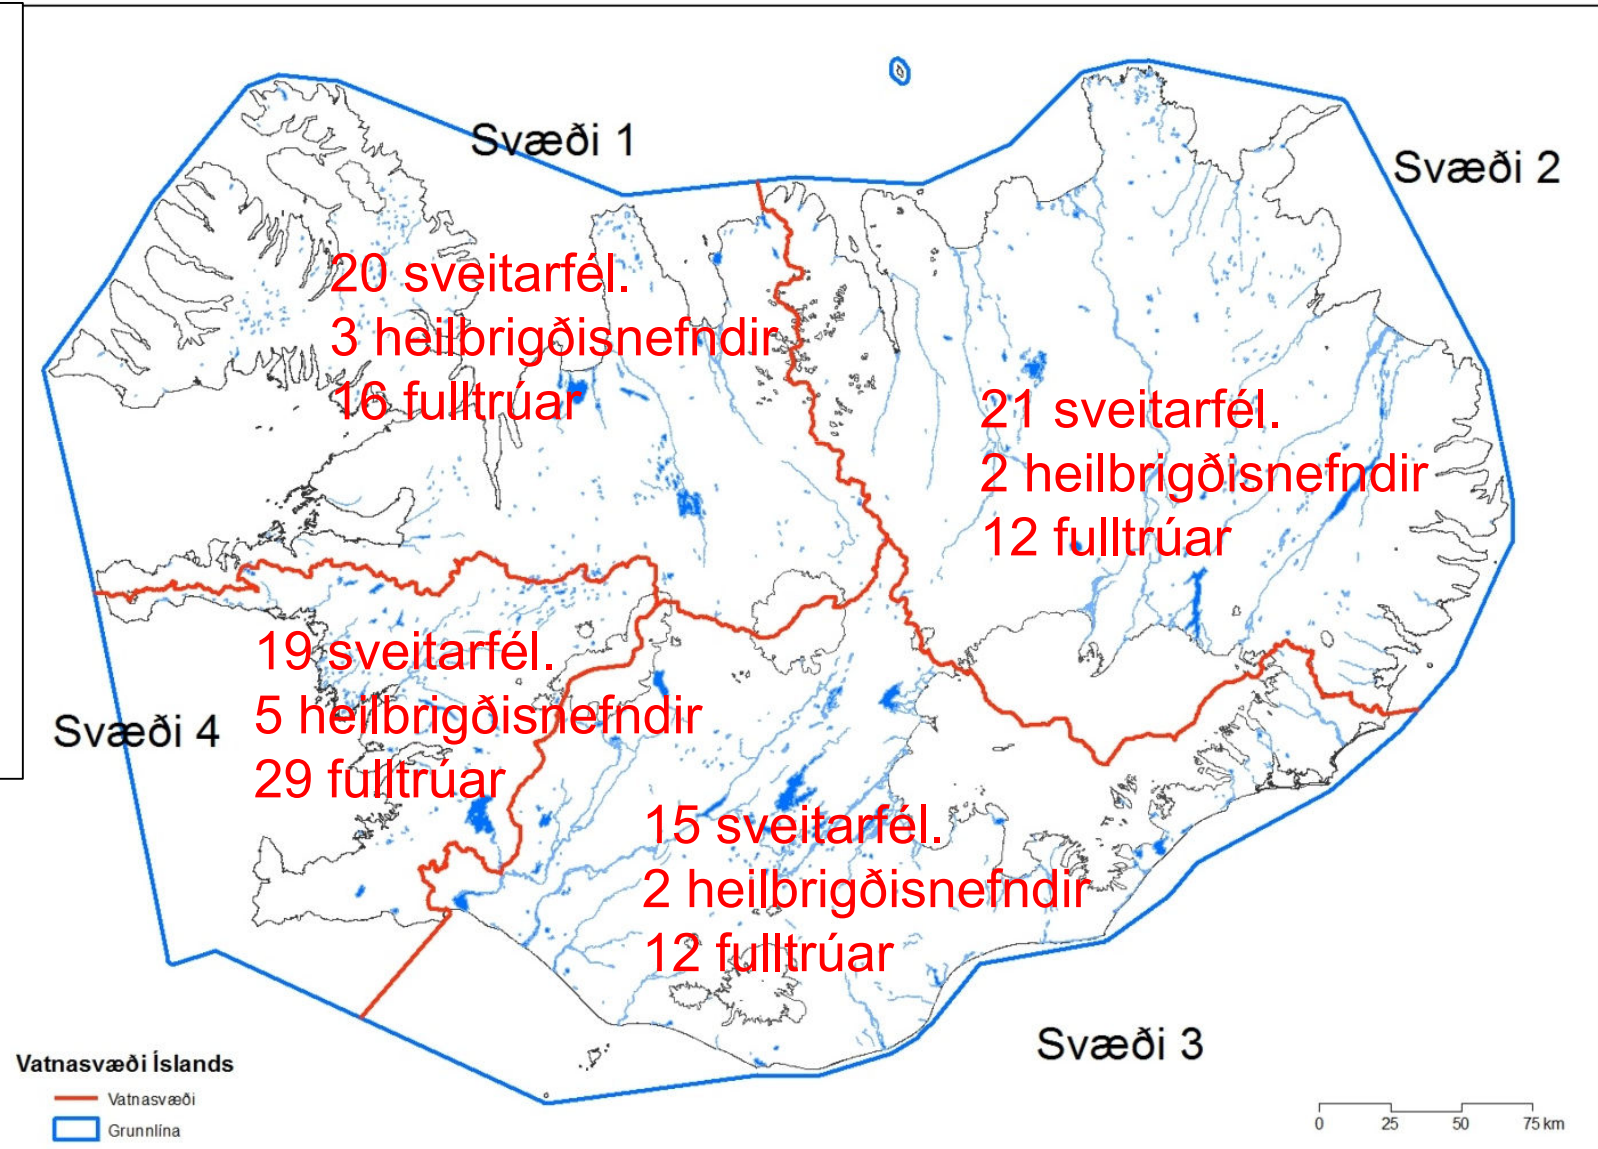 Svæði 1
Svæði 2
20 sveitarfél.
3 heilbrigðisnefndir
16 fulltrúar
21 sveitarfél.
2 heilbrigðisnefndir
12 fulltrúar
Svæði 4
19 sveitarfél.
5 heilbrigðisnefndir
29 fulltrúar
15 sveitarfél.
2 heilbrigðisnefndir
12 fulltrúar
Svæði 3
Vatnasvæði Íslands
Vatnasvæði
Grunnlína
0 25 50 75 km